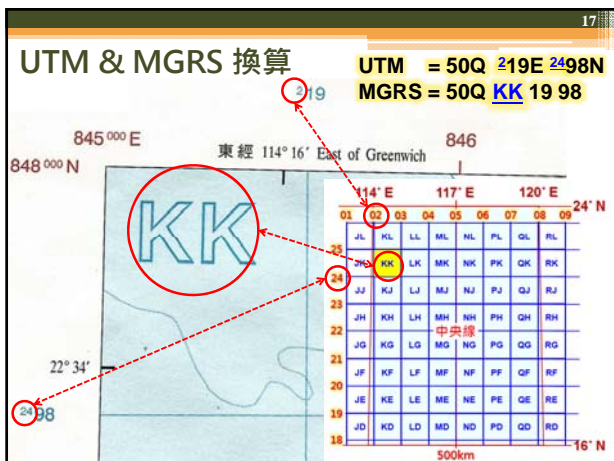 17
UTM & MGRS 換算
UTM = 50Q ²19E ²⁴98N
MGRS = 50Q KK 19 98
²19
845 000 E
848 000 N
東經 114° 16′ East of Greenwich
846
KK
22° 34′
²⁴98
114° E 117° E 120° E
24° N
01 02 03 04 05 06 07 08 09
JL KL LL ML NL PL QL RL
25
JK KK LK MK NK PK QK RK
24
JJ KJ LJ MJ NJ PJ QJ RJ
23
JH KH LH MH NH PH QH RH
22
中央線
JG KG LG MG NG PG QG RG
21
JF KF LF MF NF PF QF RF
20
JE KE LE ME NE PE QE RE
19
JD KD LD MD ND PD QD RD
18
16° N
500km